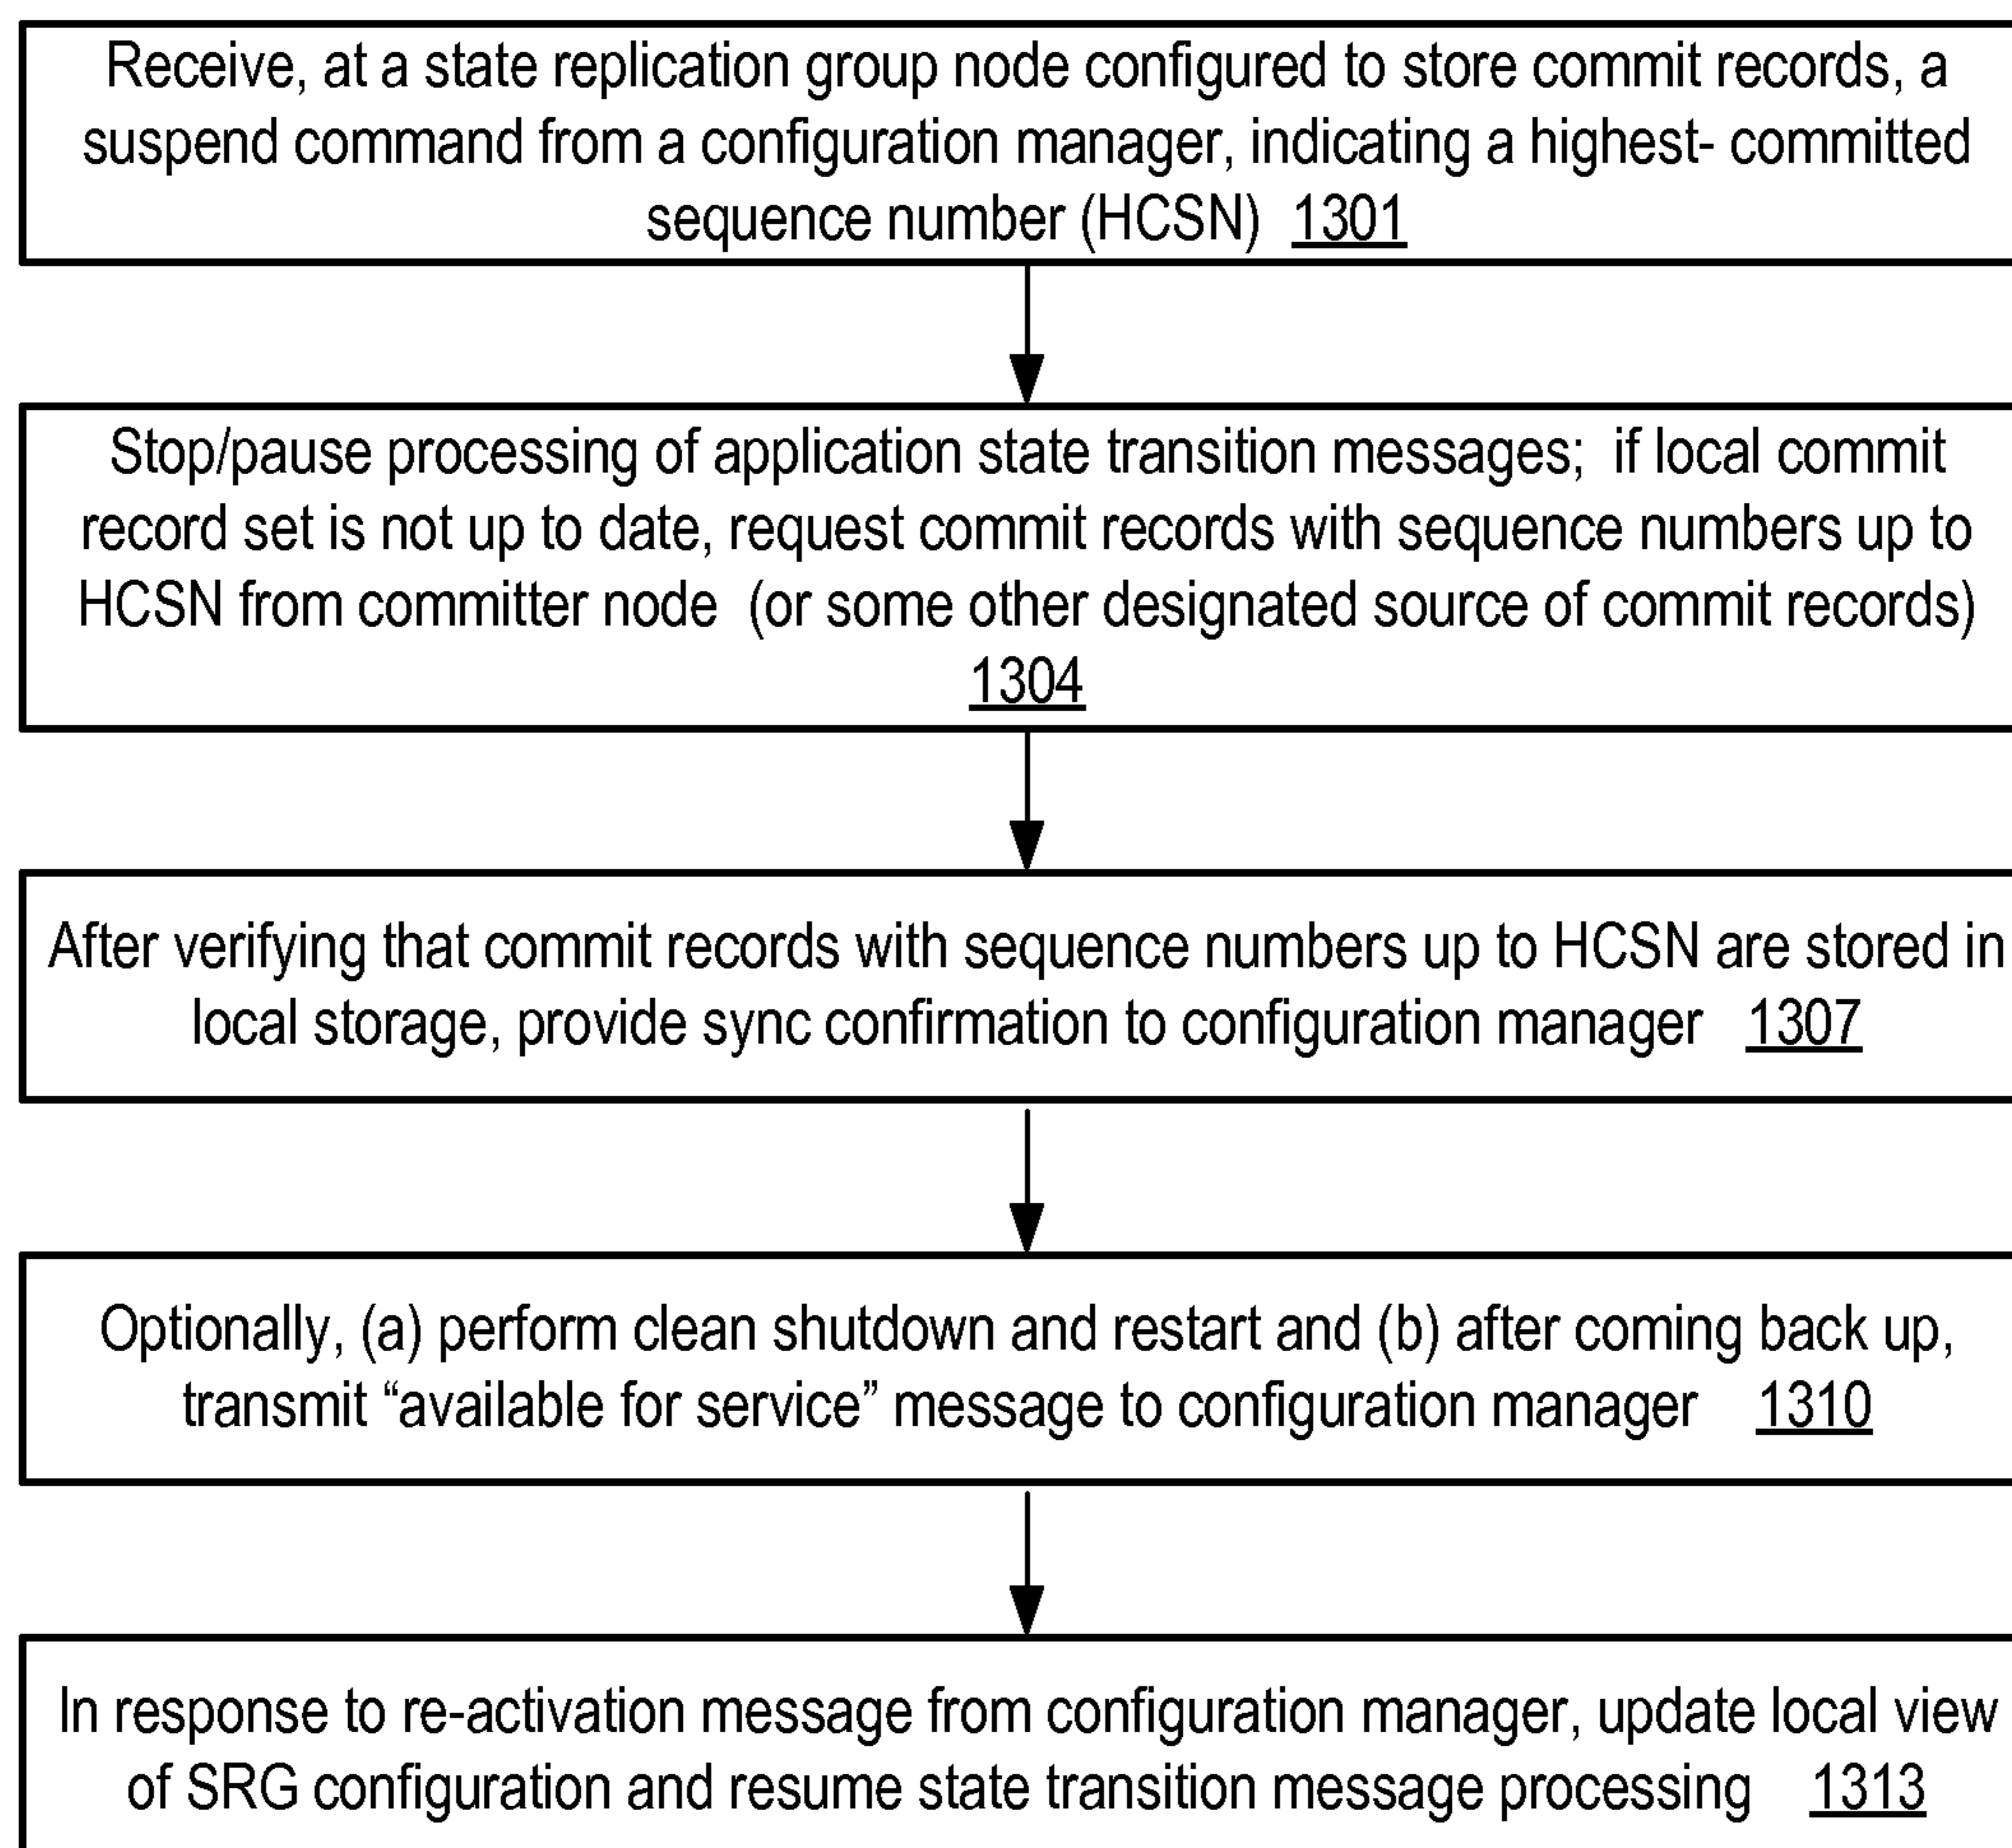 Receive, at a state replication group node configured to store commit records, a
suspend command from a configuration manager, indicating a highest- committed
sequence number (HCSN) 1301
Stop/pause processing of application state transition messages; if local commit
record set is not up to date, request commit records with sequence numbers up to
HCSN from committer node (or some other designated source of commit records)
1304
After verifying that commit records with sequence numbers up to HCSN are stored in
local storage, provide sync confirmation to configuration manager 1307
Optionally, (a) perform clean shutdown and restart and (b) after coming back up,
transmit “available for service” message to configuration manager 1310
In response to re-activation message from configuration manager, update local view
of SRG configuration and resume state transition message processing 1313